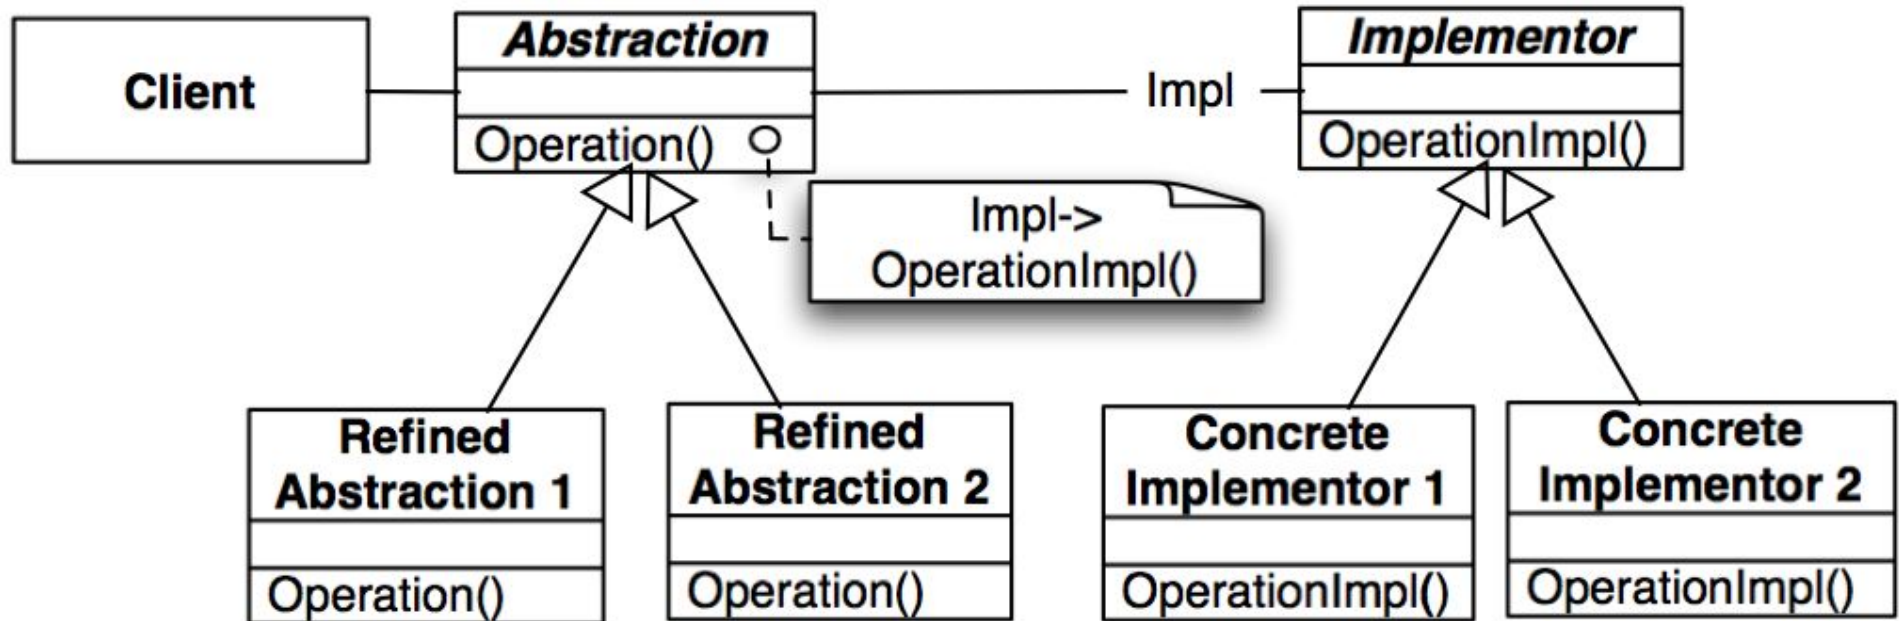 Client
Abstraction
Operation()
Impl
Implementor
OperationImpl()
Impl->
OperationImpl()
Refined
Abstraction 1
Operation()
Refined
Abstraction 2
Operation()
Concrete
Implementor 1
OperationImpl()
Concrete
Implementor 2
OperationImpl()